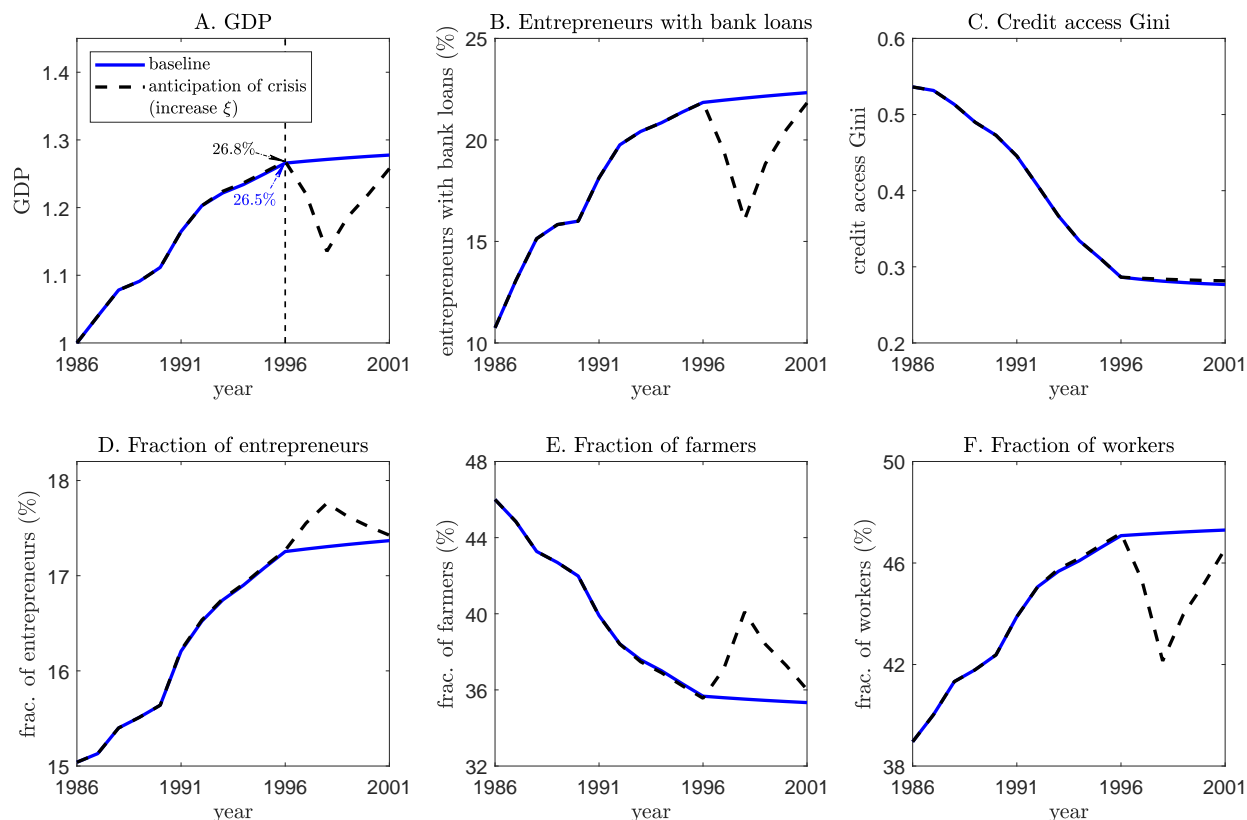 A. GDP
GDP
1.4
1.3
1.2
1.1
1
baseline
anticipation of crisis
(increase ξ)
26.8%
26.5%
1986
1991
1996
2001
year
B. Entrepreneurs with bank loans
entrepreneurs with bank loans (%)
25
20
15
10
1986
1991
1996
2001
year
C. Credit access Gini
credit access Gini
0.6
0.5
0.4
0.3
0.2
1986
1991
1996
2001
year
D. Fraction of entrepreneurs
frac. of entrepreneurs (%)
18
17
16
15
1986
1991
1996
2001
year
E. Fraction of farmers
frac. of farmers (%)
48
44
40
36
32
1986
1991
1996
2001
year
F. Fraction of workers
frac. of workers (%)
50
46
42
38
1986
1991
1996
2001
year